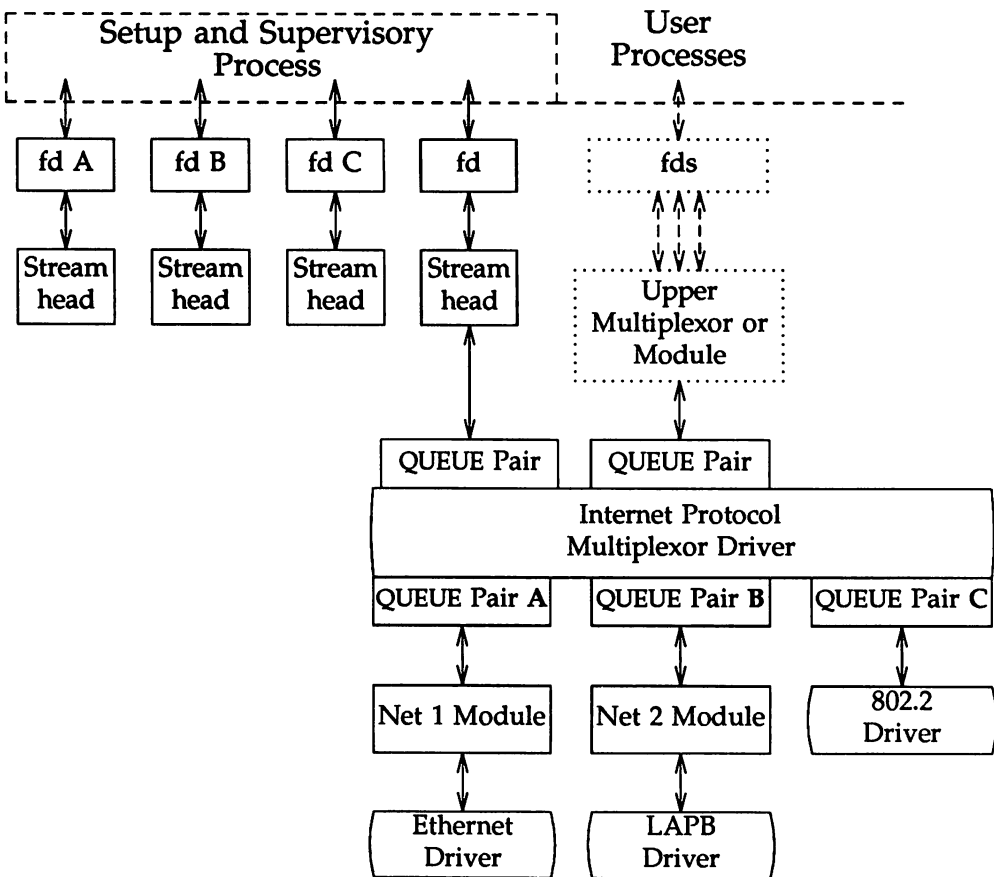 Setup and Supervisory
Process
User
Processes
fd A
fd B
fd C
fd
fds
Stream
head
Stream
head
Stream
head
Stream
head
Upper
Multiplexor or
Module
QUEUE Pair
QUEUE Pair
Internet Protocol
Multiplexor Driver
QUEUE Pair A
QUEUE Pair B
QUEUE Pair C
Net 1 Module
Net 2 Module
802.2
Driver
Ethernet
Driver
LAPB
Driver